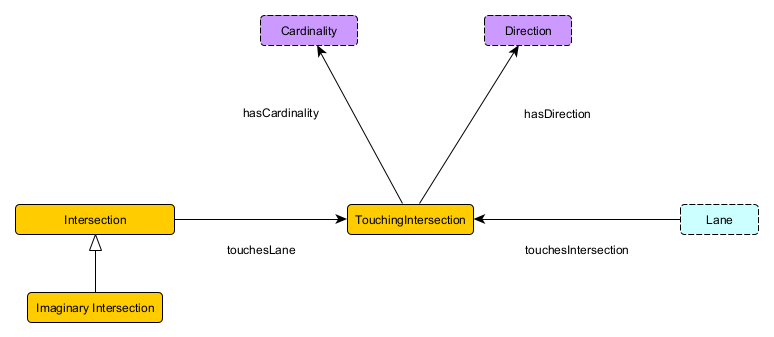 Cardinality
Direction
hasCardinality
hasDirection
Intersection
TouchingIntersection
Lane
touchesLane
touchesIntersection
Imaginary Intersection